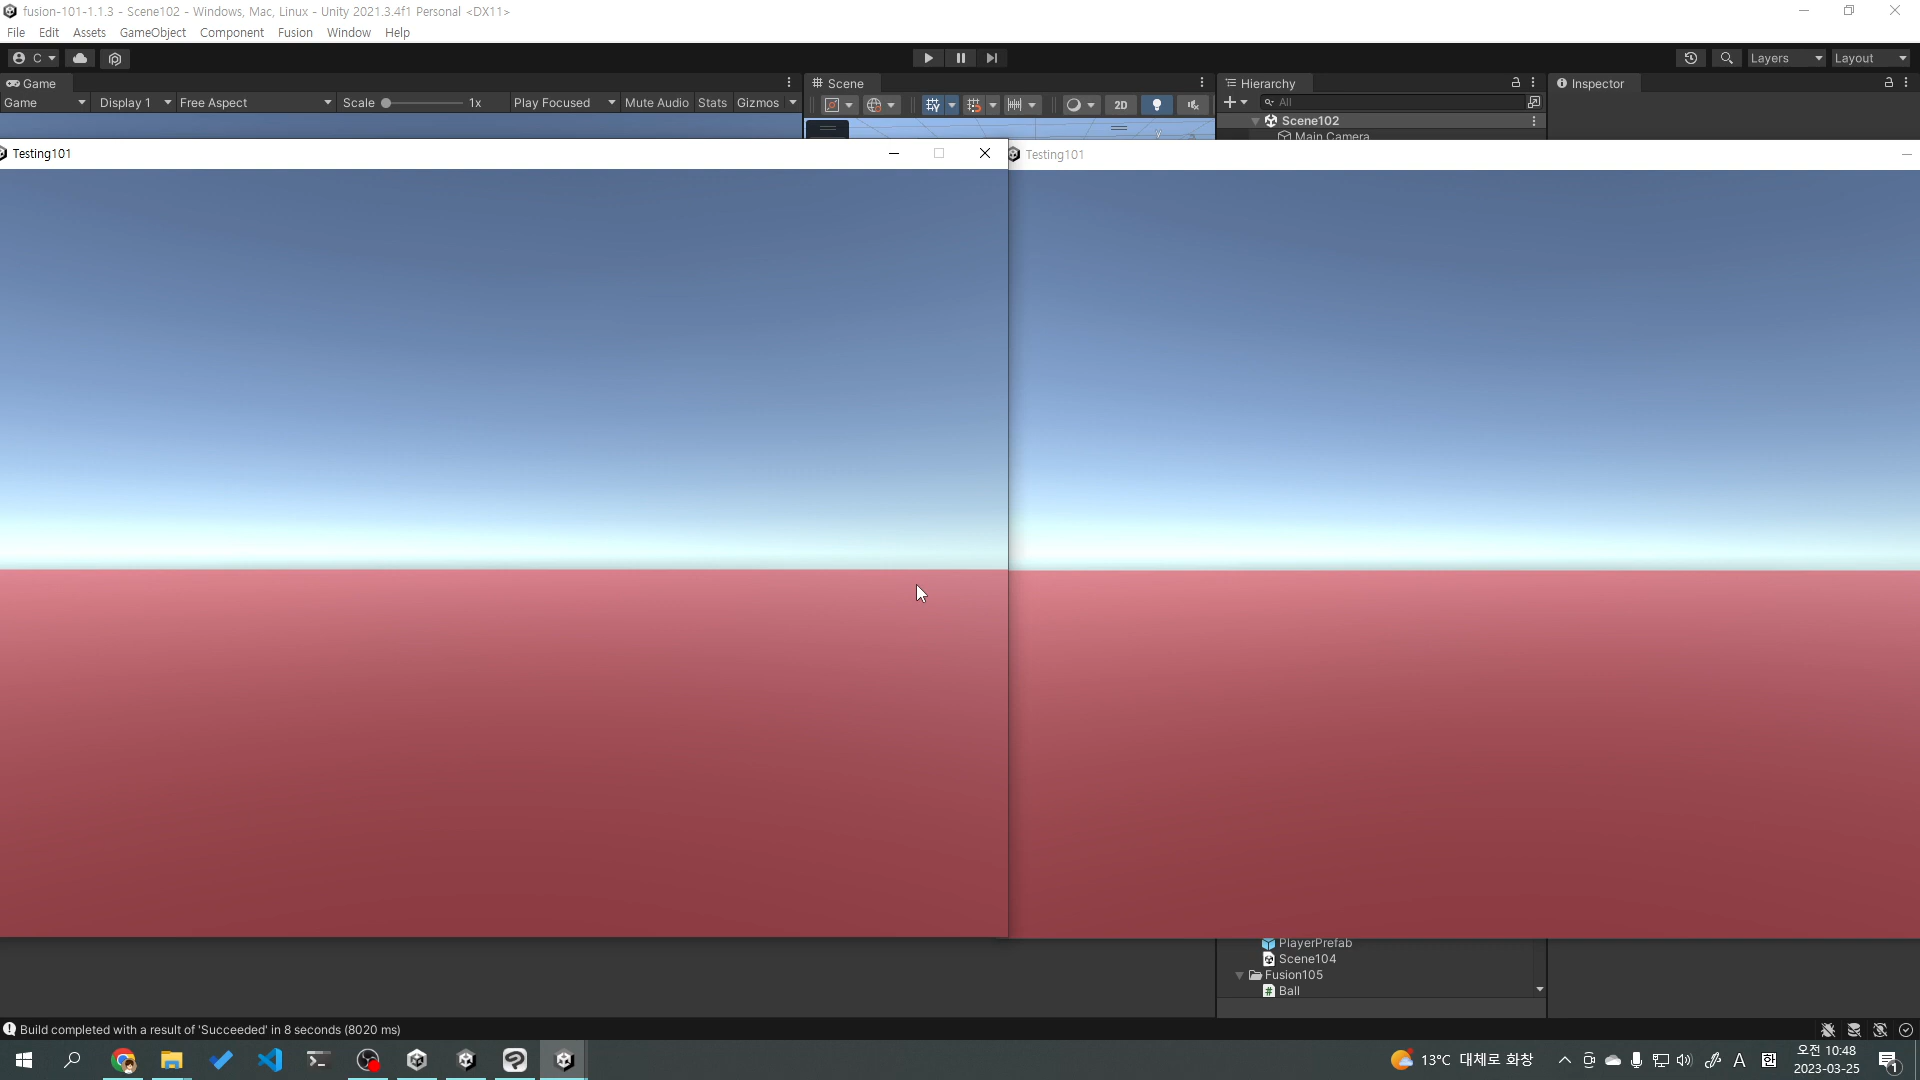 fusion-101-1.1.3 - Scene102 - Windows, Mac, Linux - Unity 2021.3.4f1 Personal <DX11>
File Edit Assets GameObject Component Fusion Window Help
C Layers Layout
Game Scene Hierarchy Inspector
Game Display 1 Free Aspect Scale 1x Play Focused Mute Audio Stats Gizmos 2D All
Scene102
Main Camera
Testing101 Testing101
PlayerPrefab
Scene104
Fusion105
Ball
Build completed with a result of 'Succeeded' in 8 seconds (8020 ms)
13°C 대체로 화창 A 오전 10:48
2023-03-25 1